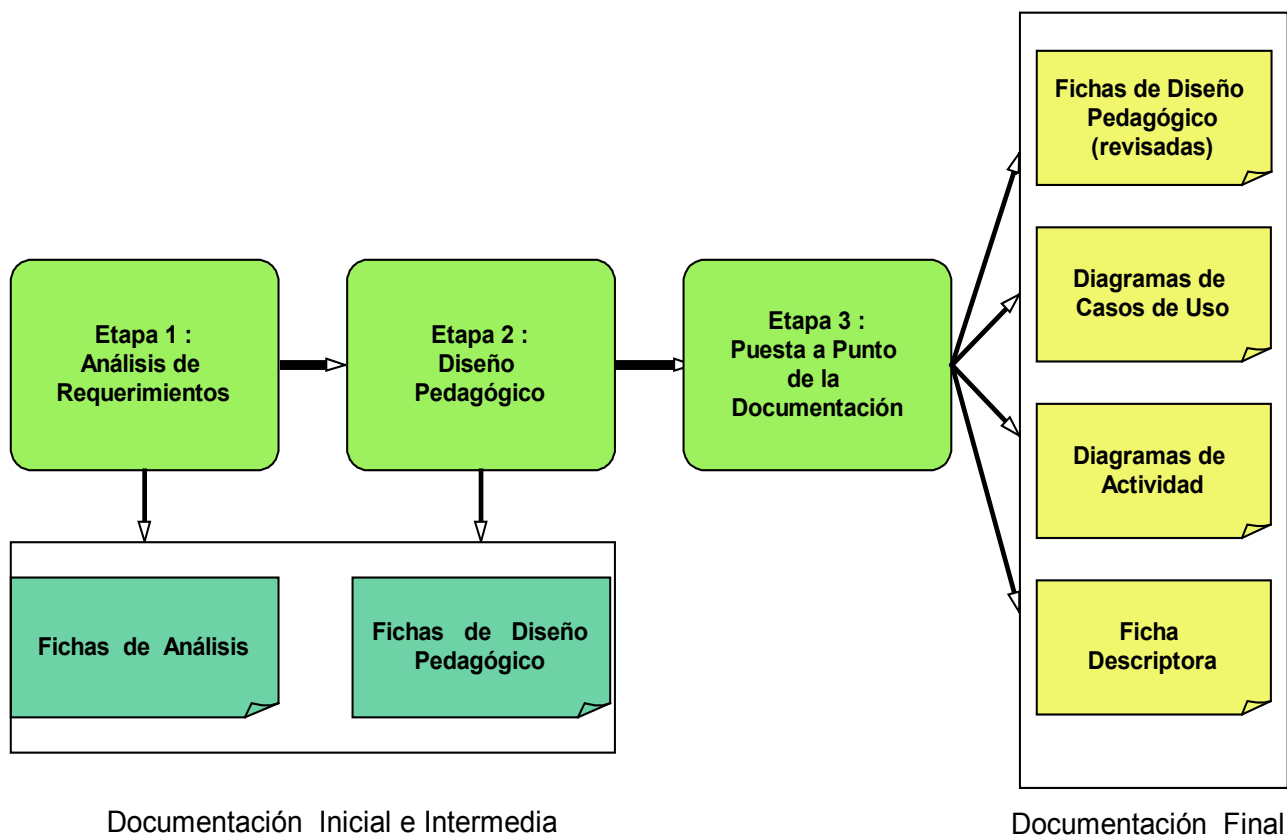 Etapa 1 :
Análisis de
Requerimientos
Etapa 2 :
Diseño
Pedagógico
Etapa 3 :
Puesta a Punto
de la
Documentación
Fichas de Diseño
Pedagógico
(revisadas)
Diagramas de
Casos de Uso
Diagramas de
Actividad
Ficha
Descriptora
Fichas de Análisis
Fichas de Diseño
Pedagógico
Documentación Inicial e Intermedia
Documentación Final